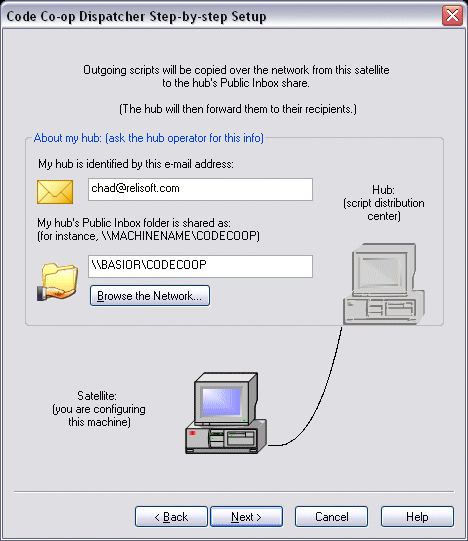 Code Co-op Dispatcher Step-by-step Setup
Outgoing scripts will be copied over the network from this satellite
to the hub's Public Inbox share.
(The hub will then forward them to their recipients.)
About my hub: (ask the hub operator for this info)
My hub is identified by this e-mail address:
chad@relisoft.com
Hub:
(script distribution
center)
My hub's Public Inbox folder is shared as:
(for instance, \\MACHINENAME\CODECOOP)
\\BASIOR\CODECOOP
Browse the Network...
Satellite:
(you are configuring
this machine)
< Back
Next >
Cancel
Help